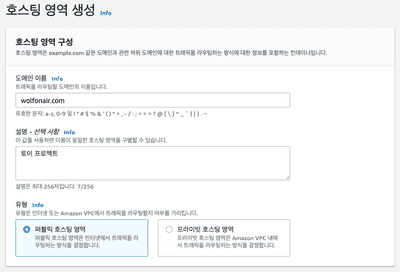 호스팅 영역 생성 Info
호스팅 영역 구성
호스팅 영역은 example.com 같은 도메인과 관련 하위 도메인에 대한 트래픽을 라우팅하는 방식에 대한 정보를 포함하는 컨테이너입니다.
도메인 이름 Info
트래픽을 라우팅할 도메인의 이름입니다.
wolfonair.com
유효한 문자: a-z, 0-9 및 ! " # $ % & ' ( ) * + , - / : ; < = > ? @ [ \ ] ^ _ ` { | } . ~
설명 - 선택 사항 Info
이 값을 사용하면 이름이 동일한 호스팅 영역을 구별할 수 있습니다.
토이 프로젝트
설명은 최대 256자입니다. 7/256
유형 Info
유형은 인터넷 또는 Amazon VPC에서 트래픽을 라우팅할지 여부를 가리킵니다.
퍼블릭 호스팅 영역
퍼블릭 호스팅 영역은 인터넷에서 트래픽을 라우팅하는 방식을 결정합니다.
프라이빗 호스팅 영역
프라이빗 호스팅 영역은 Amazon VPC 내에서 트래픽을 라우팅하는 방식을 결정합니다.